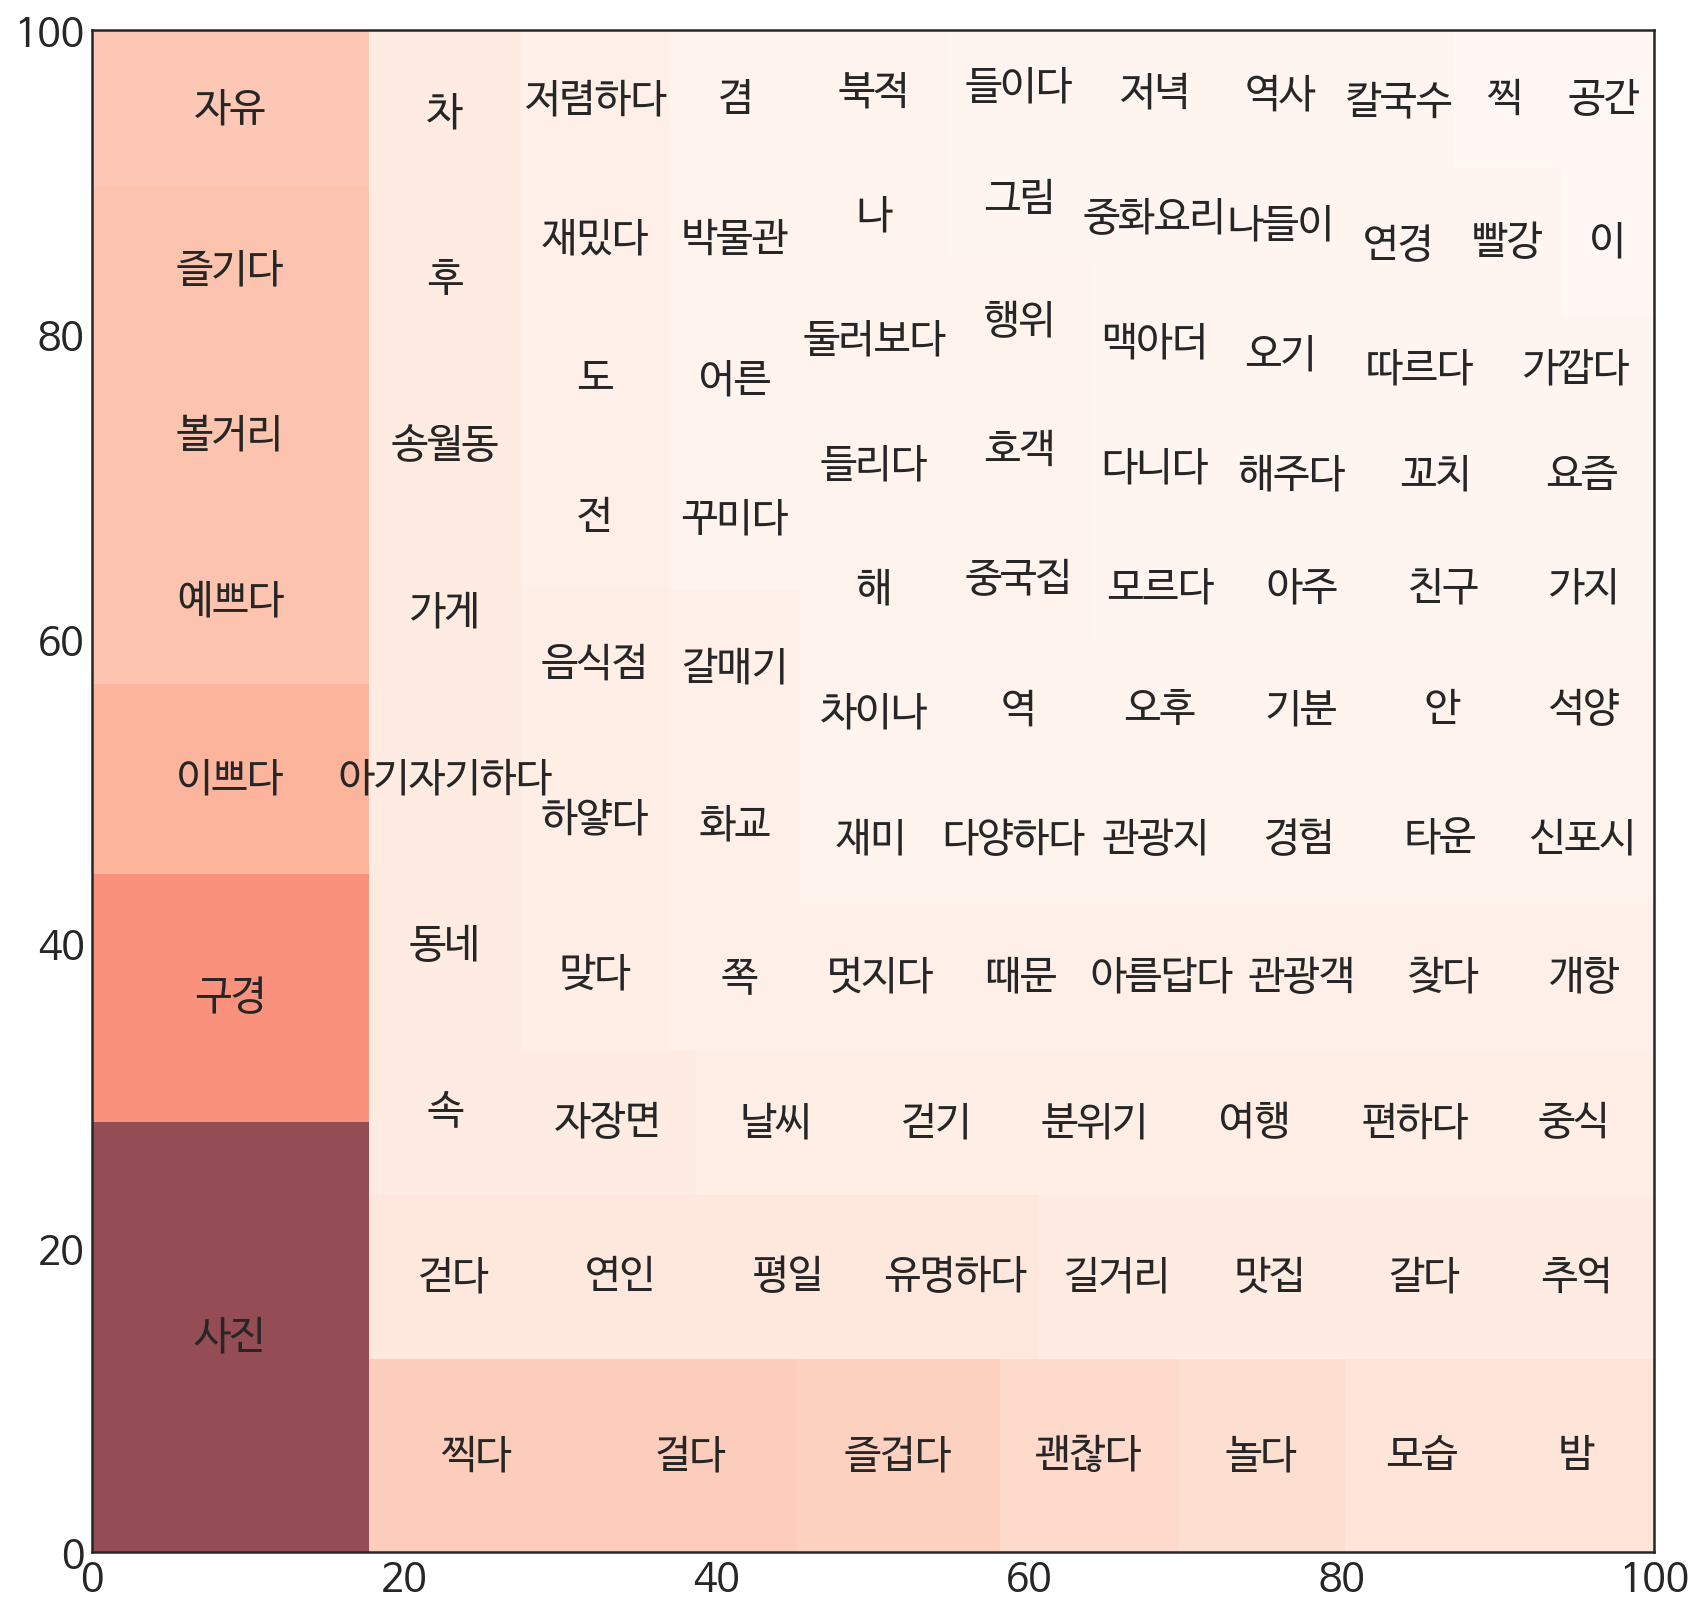 100
80
60
40
20
0
0 20 40 60 80 100
자유
즐기다
볼거리
예쁘다
이쁘다
구경
사진
차
후
송월동
가게
아기자기하다
동네
속
저렴하다
재밌다
도
전
음식점
하얗다
맞다
겸
박물관
어른
꾸미다
갈매기
화교
쪽
북적
나
둘러보다
들리다
해
차이나
재미
멋지다
들이다
그림
행위
호객
중국집
역
다양하다
때문
저녁
중화요리
맥아더
다니다
모르다
오후
관광지
아름답다
역사
나들이
오기
해주다
아주
기분
경험
관광객
칼국수
연경
따르다
꼬치
친구
안
타운
찾다
찍
빨강
공간
이
가깝다
요즘
가지
석양
신포시
개항
자장면
날씨
걷기
분위기
여행
편하다
중식
걷다
연인
평일
유명하다
길거리
맛집
갈다
추억
찍다
걸다
즐겁다
괜찮다
놀다
모습
밤